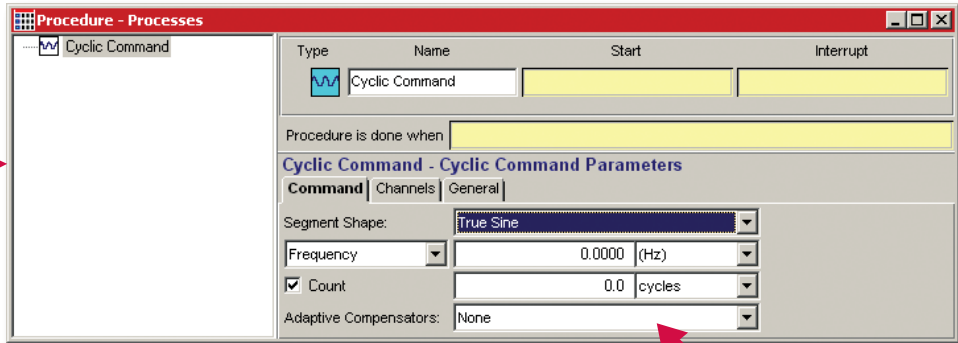 Procedure - Processes
Cyclic Command
Type Name Start Interrupt
Cyclic Command
Procedure is done when
Cyclic Command - Cyclic Command Parameters
Command Channels General
Segment Shape: True Sine
Frequency 0.0000 (Hz)
Count 0.0 cycles
Adaptive Compensators: None